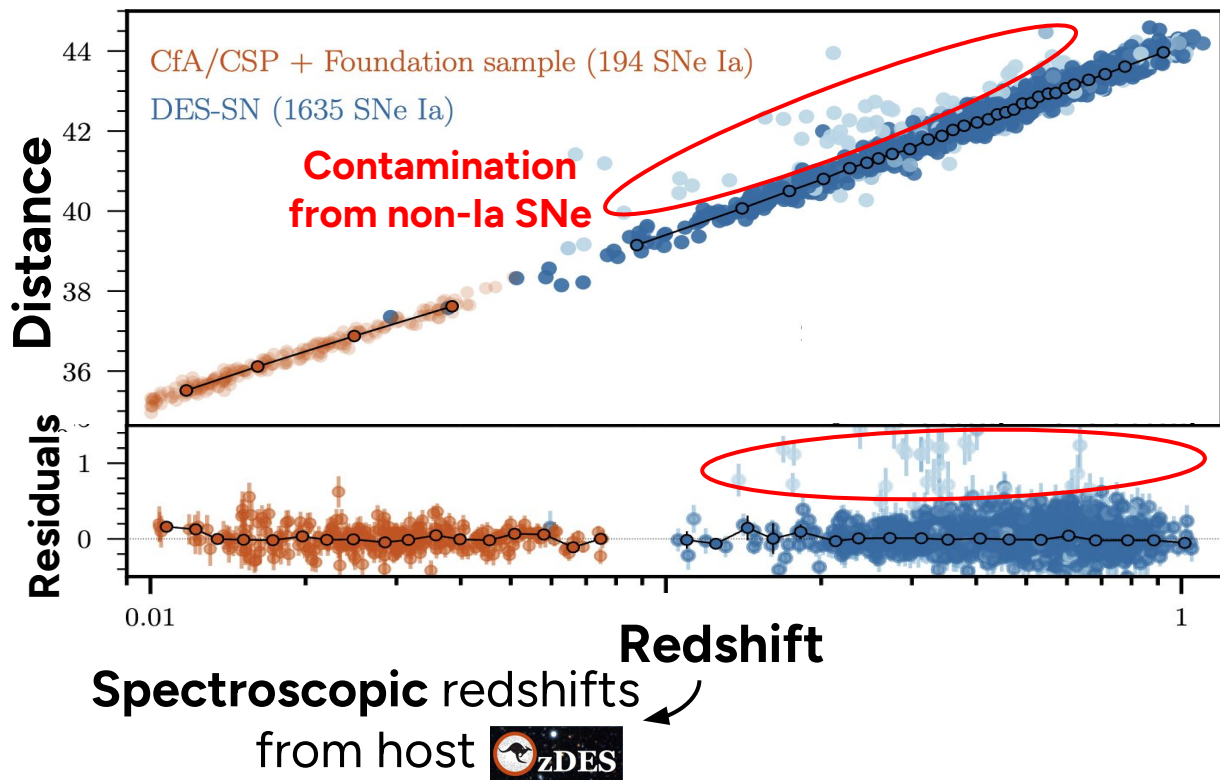 44
42
40
38
36
Distance
CfA/CSP + Foundation sample (194 SNe Ia)
DES-SN (1635 SNe Ia)
Contamination
from non-Ia SNe
1
0
Residuals
0.01
1
Redshift
Spectroscopic redshifts
from host OzDES